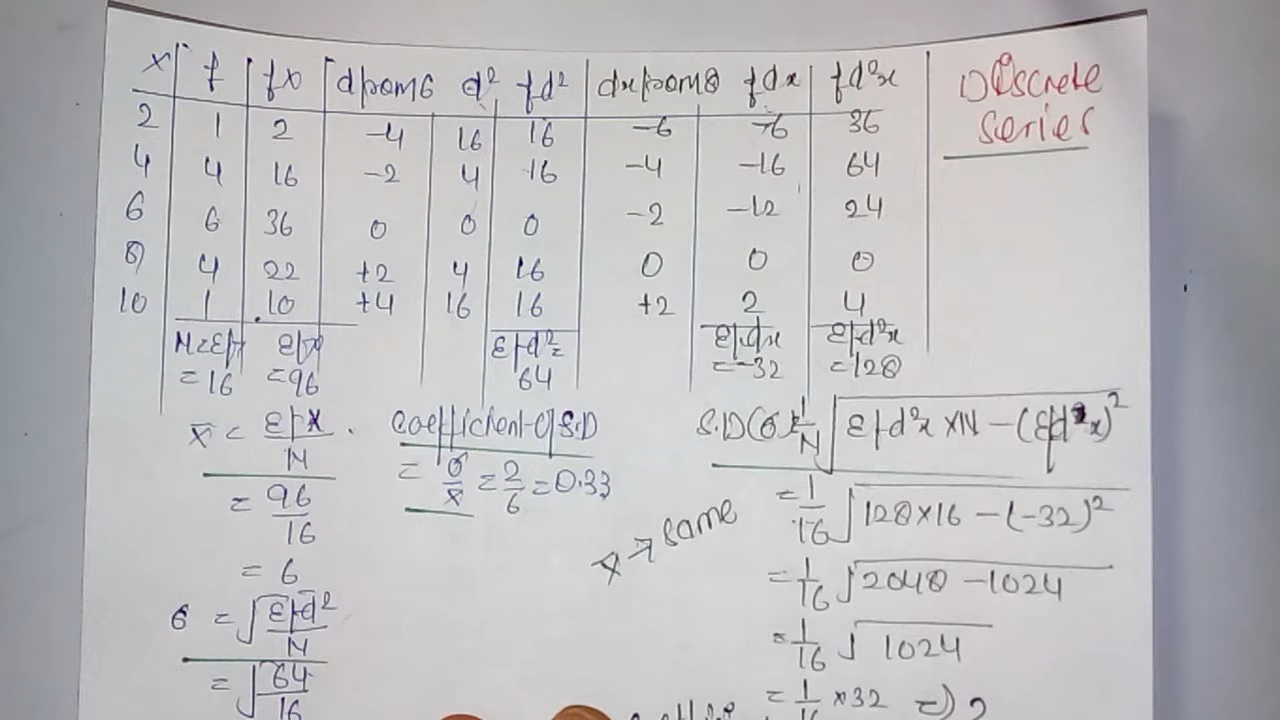 x f fx d from 6 d² fd² dx from 8 fdx fd²x Discrete
2 1 2 -4 16 16 -6 -6 36 series
4 4 16 -2 4 16 -4 -16 64
6 6 36 0 0 0 -2 -12 24
8 4 22 +2 4 16 0 0 0
10 1 10 +4 16 16 +2 2 4
N=Σf Σfx Σfd²= Σfdx Σfd²x
=16 =96 64 =-32 =128
x̄ = Σfx/N
= 96/16
= 6
σ = √Σfd²/N
= √64/16
coefficient of S.D
= σ/x̄ = 2/6 = 0.33
x̄ → same
S.D(σ) = 1/N √Σfd²x × N - (Σfdx)²
= 1/16 √128×16 - (-32)²
= 1/16 √2048 - 1024
= 1/16 √1024
= 1/16 × 32 => 2